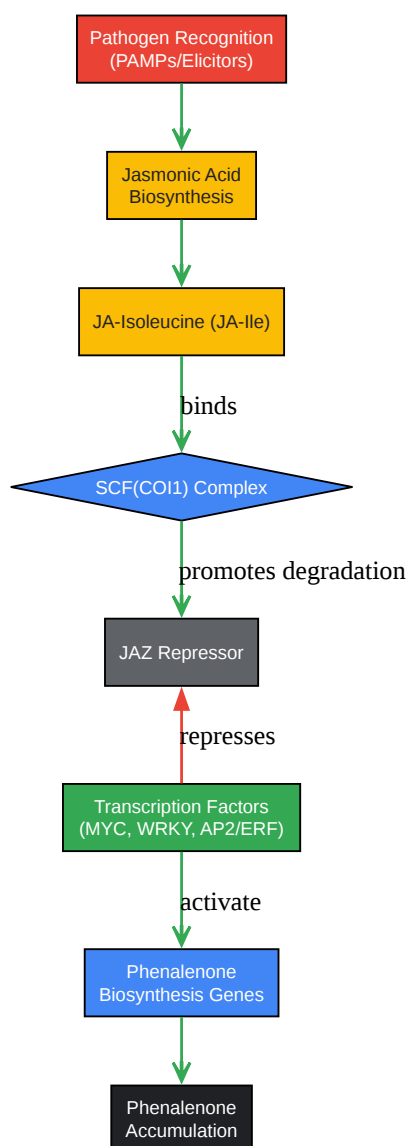 Pathogen Recognition
(PAMPs/Elicitors)
Jasmonic Acid
Biosynthesis
JA-Isoleucine (JA-Ile)
binds
SCF(COI1) Complex
promotes degradation
JAZ Repressor
represses
Transcription Factors
(MYC, WRKY, AP2/ERF)
activate
Phenalenone
Biosynthesis Genes
Phenalenone
Accumulation